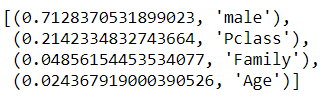 [(0.7128370531899023, 'male'),
(0.2142334832743664, 'Pclass'),
(0.04856154453534077, 'Family'),
(0.024367919000390526, 'Age')]